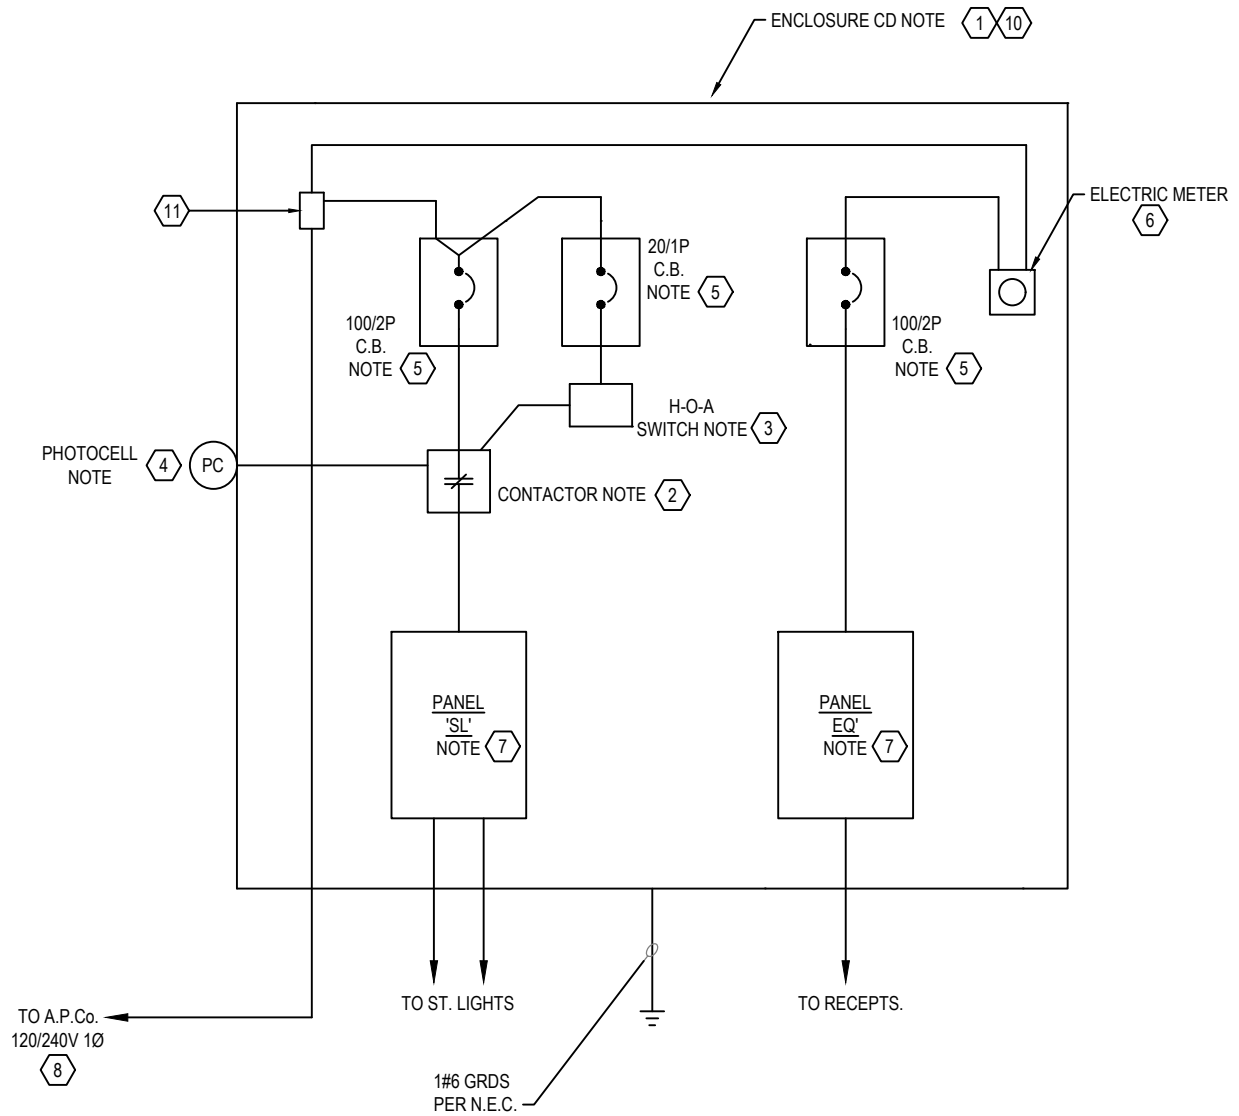 ENCLOSURE CD NOTE 1 10
11
ELECTRIC METER
6
20/1P
C.B.
NOTE 5
100/2P
C.B.
NOTE 5
100/2P
C.B.
NOTE 5
H-O-A
SWITCH NOTE 3
PHOTOCELL
NOTE 4
PC
CONTACTOR NOTE 2
PANEL
'SL'
NOTE 7
PANEL
EQ'
NOTE 7
TO ST. LIGHTS
TO RECEPTS.
TO A.P.Co.
120/240V 1Ø
8
1#6 GRDS
PER N.E.C.